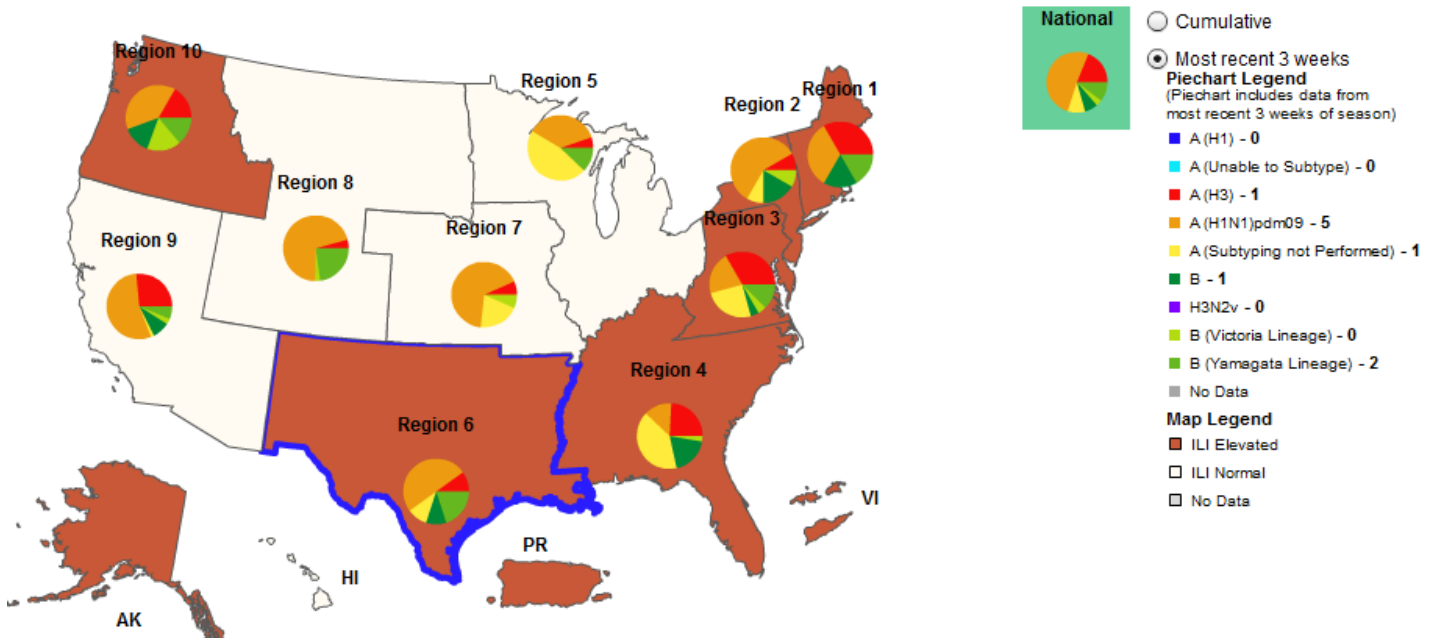 National
Cumulative
Most recent 3 weeks
Piechart Legend
(Piechart includes data from
most recent 3 weeks of season)
A (H1) - 0
A (Unable to Subtype) - 0
A (H3) - 1
A (H1N1)pdm09 - 5
A (Subtyping not Performed) - 1
B - 1
H3N2v - 0
B (Victoria Lineage) - 0
B (Yamagata Lineage) - 2
No Data
Map Legend
ILI Elevated
ILI Normal
No Data
Region 10
Region 5
Region 1
Region 2
Region 8
Region 3
Region 7
Region 9
Region 4
Region 6
VI
PR
HI
AK